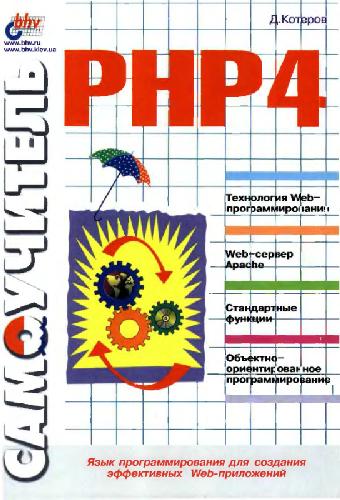 bhv
www.bhv.ru
www.bhv.kiev.ua
Д.Котеров
PHP4
САМОУЧИТЕЛЬ
Технология Web-
программирования
Web-сервер
Apache
Стандартные
функции
Объектно-
ориентированное
программирование
Язык программирования для создания
эффективных Web-приложений